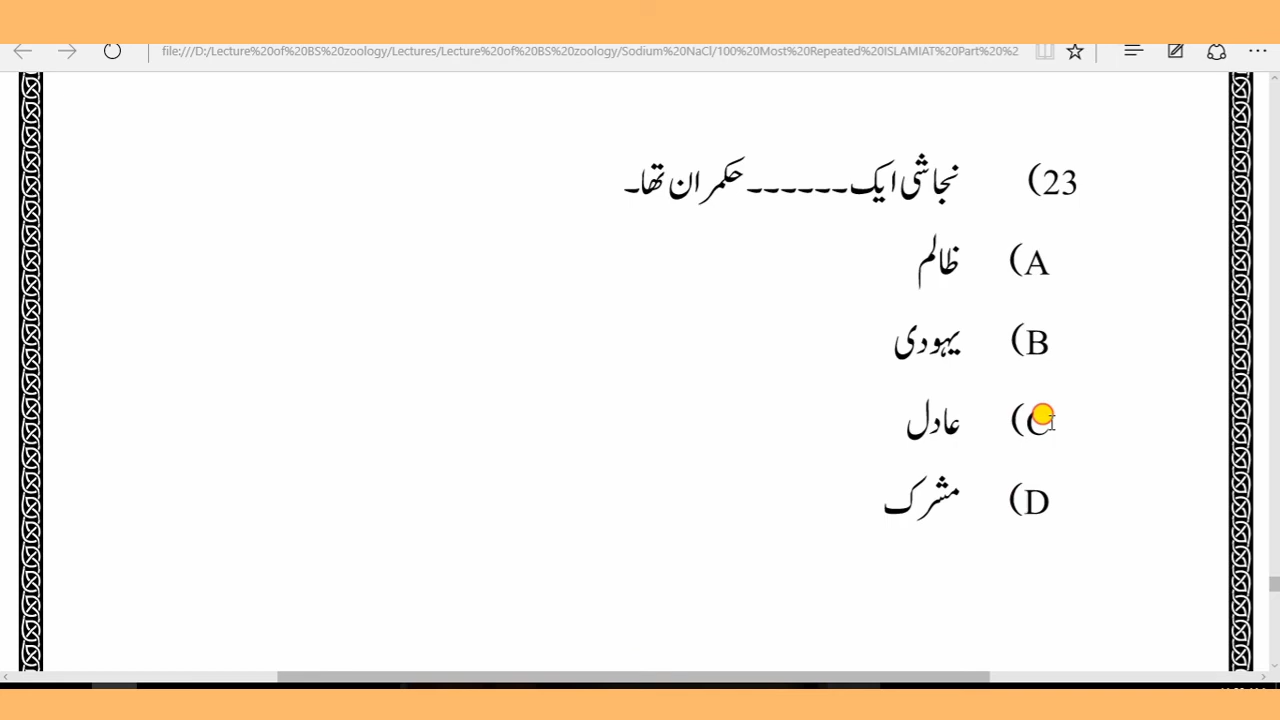 file:///D:/Lecture%20of%20BS%20zoology/Lectures/Lecture%20of%20BS%20zoology/Sodium%20NaCl/100%20Most%20Repeated%20ISLAMIAT%20Part%20%2
23) نجاشی ایک ۔۔۔۔۔۔ حکمران تھا۔
A) ظالم
B) یہودی
C) عادل
D) مشرک